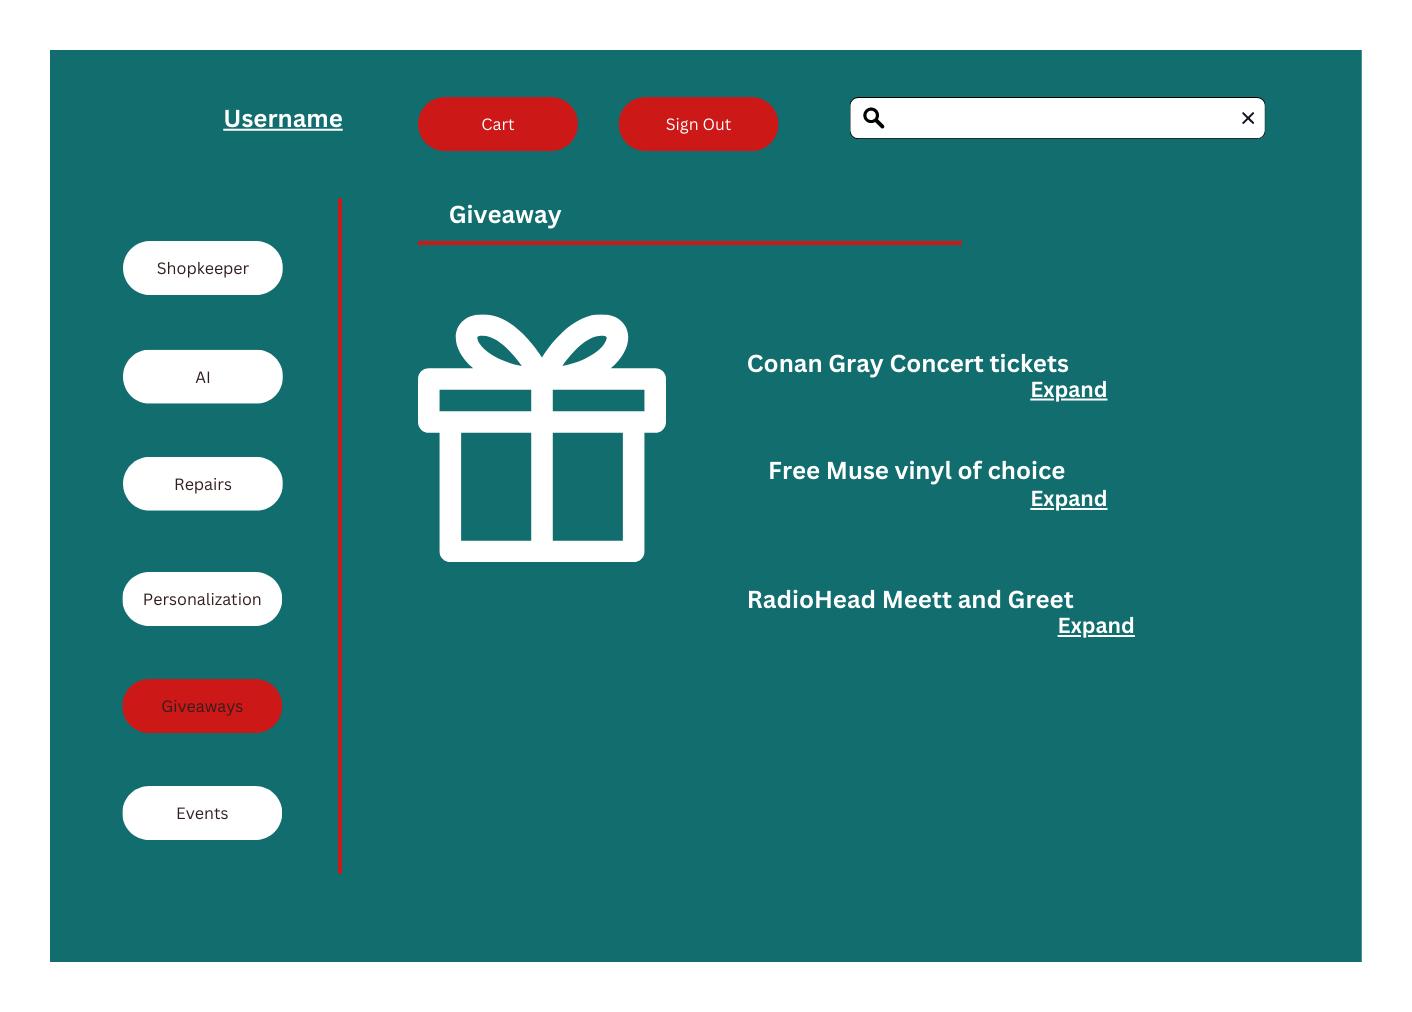 Username
Cart
Sign Out
Giveaway
Shopkeeper
AI
Repairs
Personalization
Giveaways
Events
Conan Gray Concert tickets
Expand
Free Muse vinyl of choice
Expand
RadioHead Meett and Greet
Expand